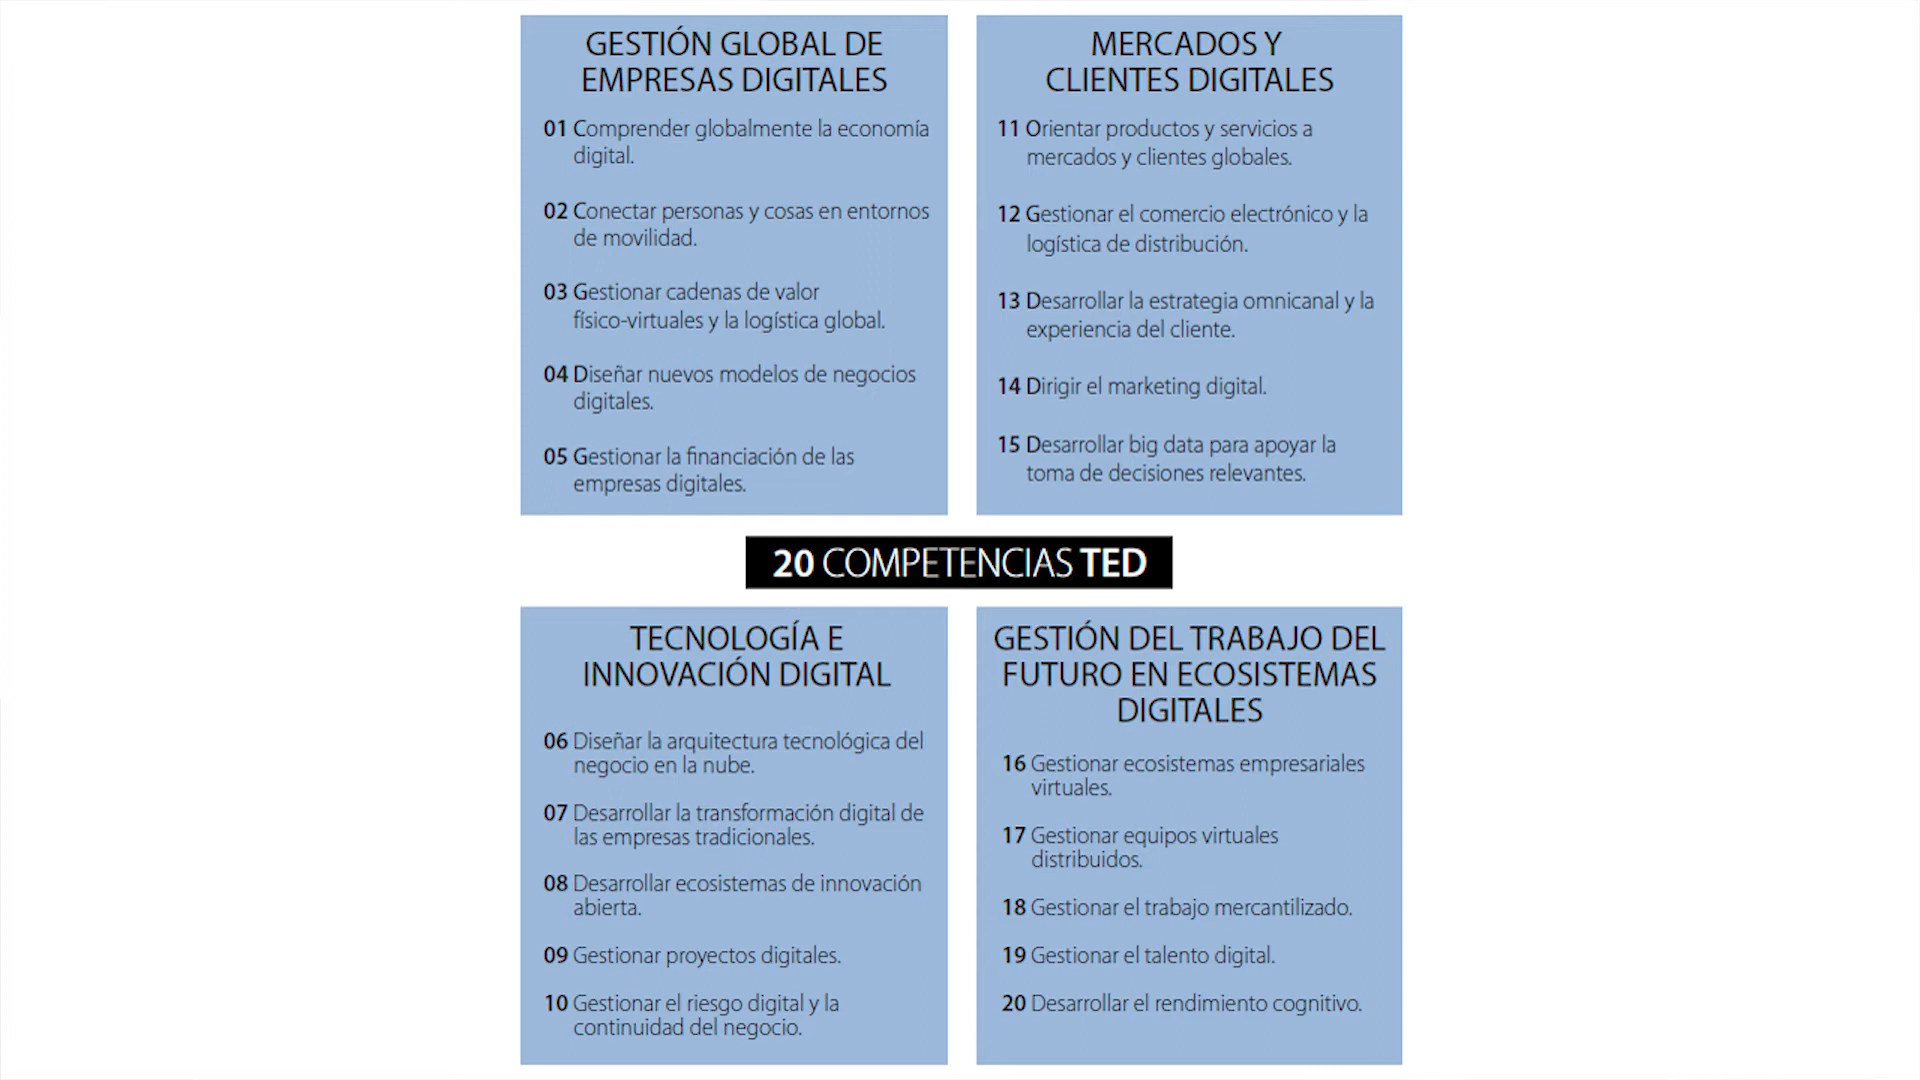 GESTIÓN GLOBAL DE
EMPRESAS DIGITALES
01 Comprender globalmente la economía
digital.
02 Conectar personas y cosas en entornos
de movilidad.
03 Gestionar cadenas de valor
físico-virtuales y la logística global.
04 Diseñar nuevos modelos de negocios
digitales.
05 Gestionar la financiación de las
empresas digitales.
MERCADOS Y
CLIENTES DIGITALES
11 Orientar productos y servicios a
mercados y clientes globales.
12 Gestionar el comercio electrónico y la
logística de distribución.
13 Desarrollar la estrategia omnicanal y la
experiencia del cliente.
14 Dirigir el marketing digital.
15 Desarrollar big data para apoyar la
toma de decisiones relevantes.
20 COMPETENCIAS TED
TECNOLOGÍA E
INNOVACIÓN DIGITAL
06 Diseñar la arquitectura tecnológica del
negocio en la nube.
07 Desarrollar la transformación digital de
las empresas tradicionales.
08 Desarrollar ecosistemas de innovación
abierta.
09 Gestionar proyectos digitales.
10 Gestionar el riesgo digital y la
continuidad del negocio.
GESTIÓN DEL TRABAJO DEL
FUTURO EN ECOSISTEMAS
DIGITALES
16 Gestionar ecosistemas empresariales
virtuales.
17 Gestionar equipos virtuales
distribuidos.
18 Gestionar el trabajo mercantilizado.
19 Gestionar el talento digital.
20 Desarrollar el rendimiento cognitivo.